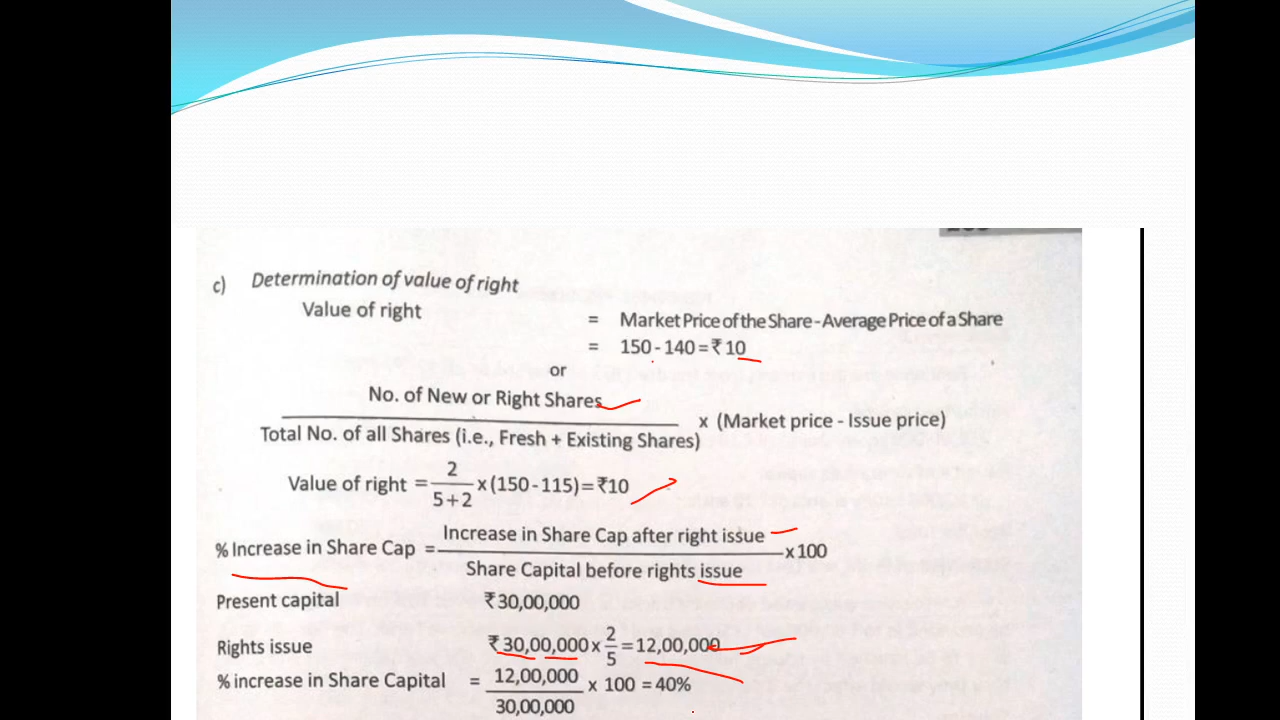 c) Determination of value of right
Value of right = Market Price of the Share - Average Price of a Share
= 150 - 140 = ₹ 10
or
No. of New or Right Shares
Total No. of all Shares (i.e., Fresh + Existing Shares)
x (Market price - Issue price)
Value of right = 2 / 5+2 x (150 - 115) = ₹10
% Increase in Share Cap = Increase in Share Cap after right issue / Share Capital before rights issue x 100
Present capital ₹ 30,00,000
Rights issue ₹ 30,00,000 x 2/5 = 12,00,000
% increase in Share Capital = 12,00,000 / 30,00,000 x 100 = 40%